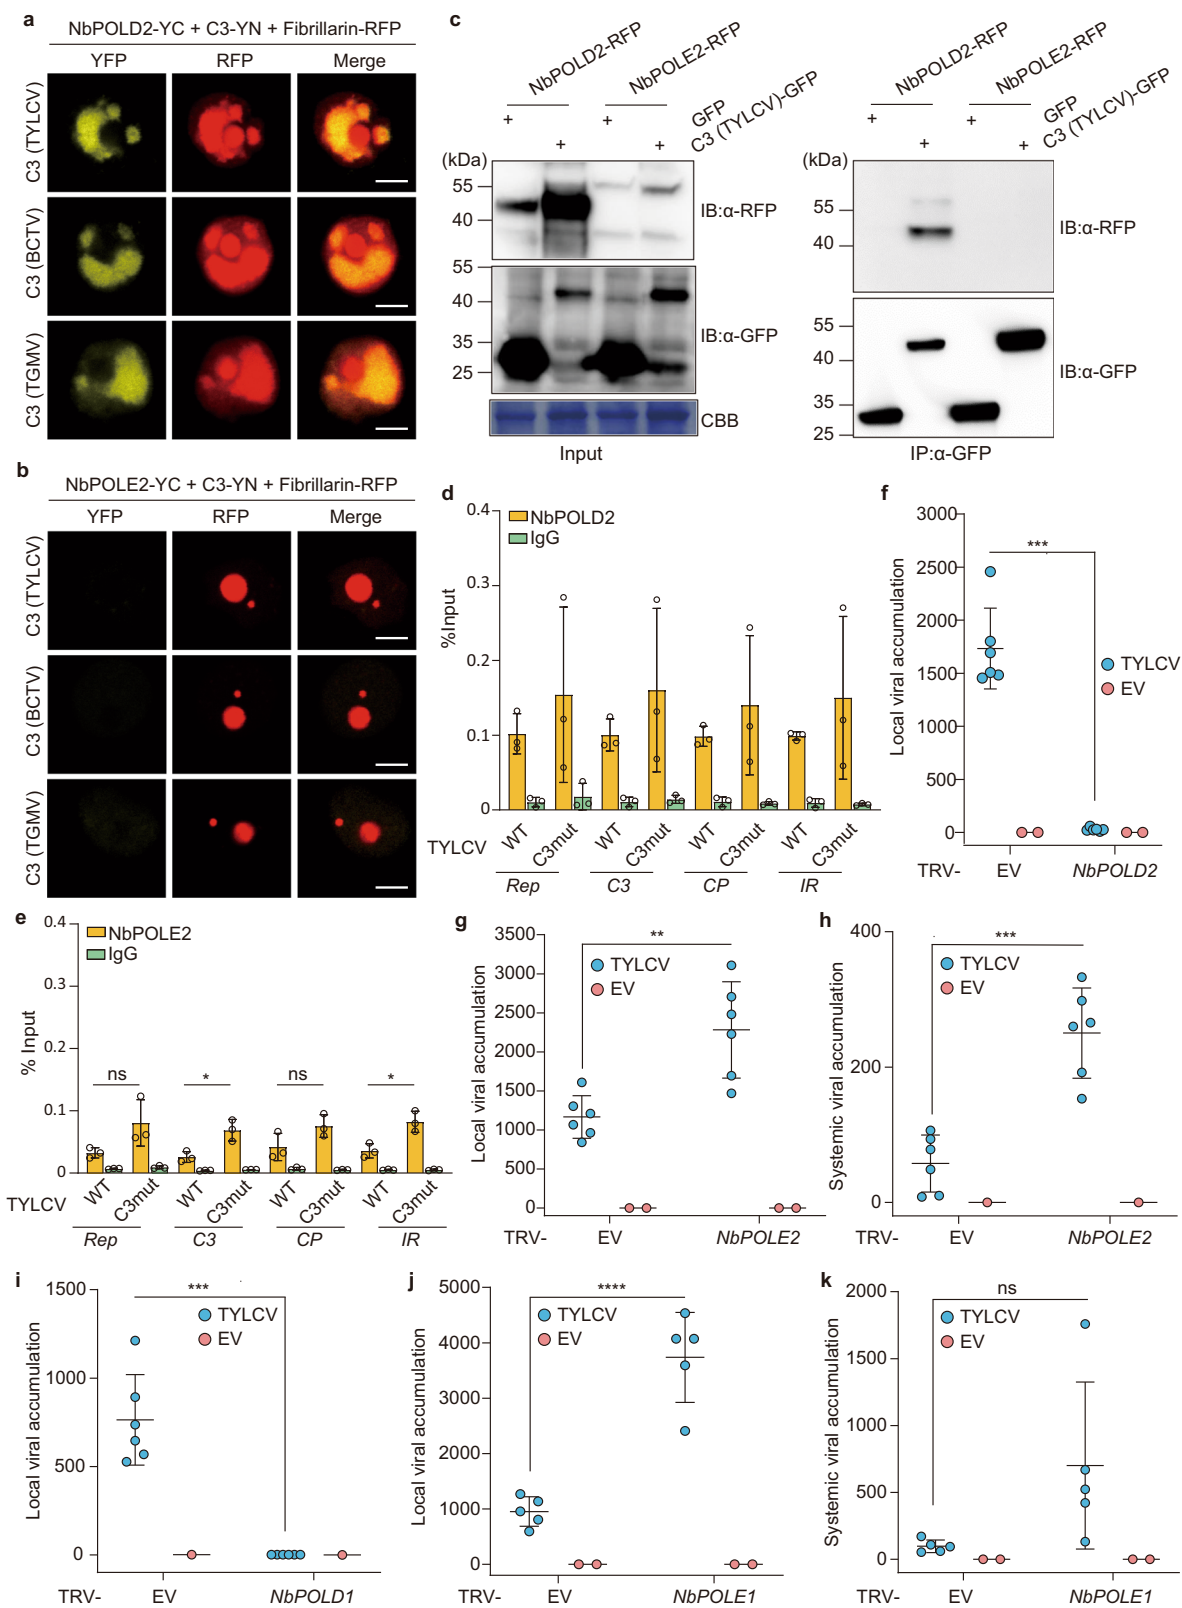 a
NbPOLD2-YC + C3-YN + Fibrillarin-RFP
YFP RFP Merge
C3 (TYLCV)
C3 (BCTV)
C3 (TGMV)
b
NbPOLE2-YC + C3-YN + Fibrillarin-RFP
YFP RFP Merge
C3 (TYLCV)
C3 (BCTV)
C3 (TGMV)
c
NbPOLD2-RFP
NbPOLE2-RFP
+ + GFP
+ + C3 (TYLCV)-GFP
(kDa)
55
40
IB:α-RFP
55
40
35
25
IB:α-GFP
CBB
Input
NbPOLD2-RFP
NbPOLE2-RFP
+ + GFP
+ + C3 (TYLCV)-GFP
(kDa)
55
40
IB:α-RFP
55
40
35
25
IB:α-GFP
IP:α-GFP
d
%Input
0.4
0.3
0.2
0.1
0
NbPOLD2
IgG
TYLCV
WT C3mut WT C3mut WT C3mut WT C3mut
Rep C3 CP IR
e
% Input
0.4
0.3
0.2
0.1
0
NbPOLE2
IgG
ns * ns *
TYLCV
WT C3mut WT C3mut WT C3mut WT C3mut
Rep C3 CP IR
f
Local viral accumulation
3000
2500
2000
1500
1000
500
0
***
TYLCV
EV
TRV- EV NbPOLD2
g
Local viral accumulation
3500
3000
2500
2000
1500
1000
500
0
**
TYLCV
EV
TRV- EV NbPOLE2
h
Systemic viral accumulation
400
200
0
***
TYLCV
EV
TRV- EV NbPOLE2
i
Local viral accumulation
1500
1000
500
0
***
TYLCV
EV
TRV- EV NbPOLD1
j
Local viral accumulation
5000
4000
3000
2000
1000
0
****
TYLCV
EV
TRV- EV NbPOLE1
k
Systemic viral accumulation
2000
1500
1000
500
0
ns
TYLCV
EV
TRV- EV NbPOLE1